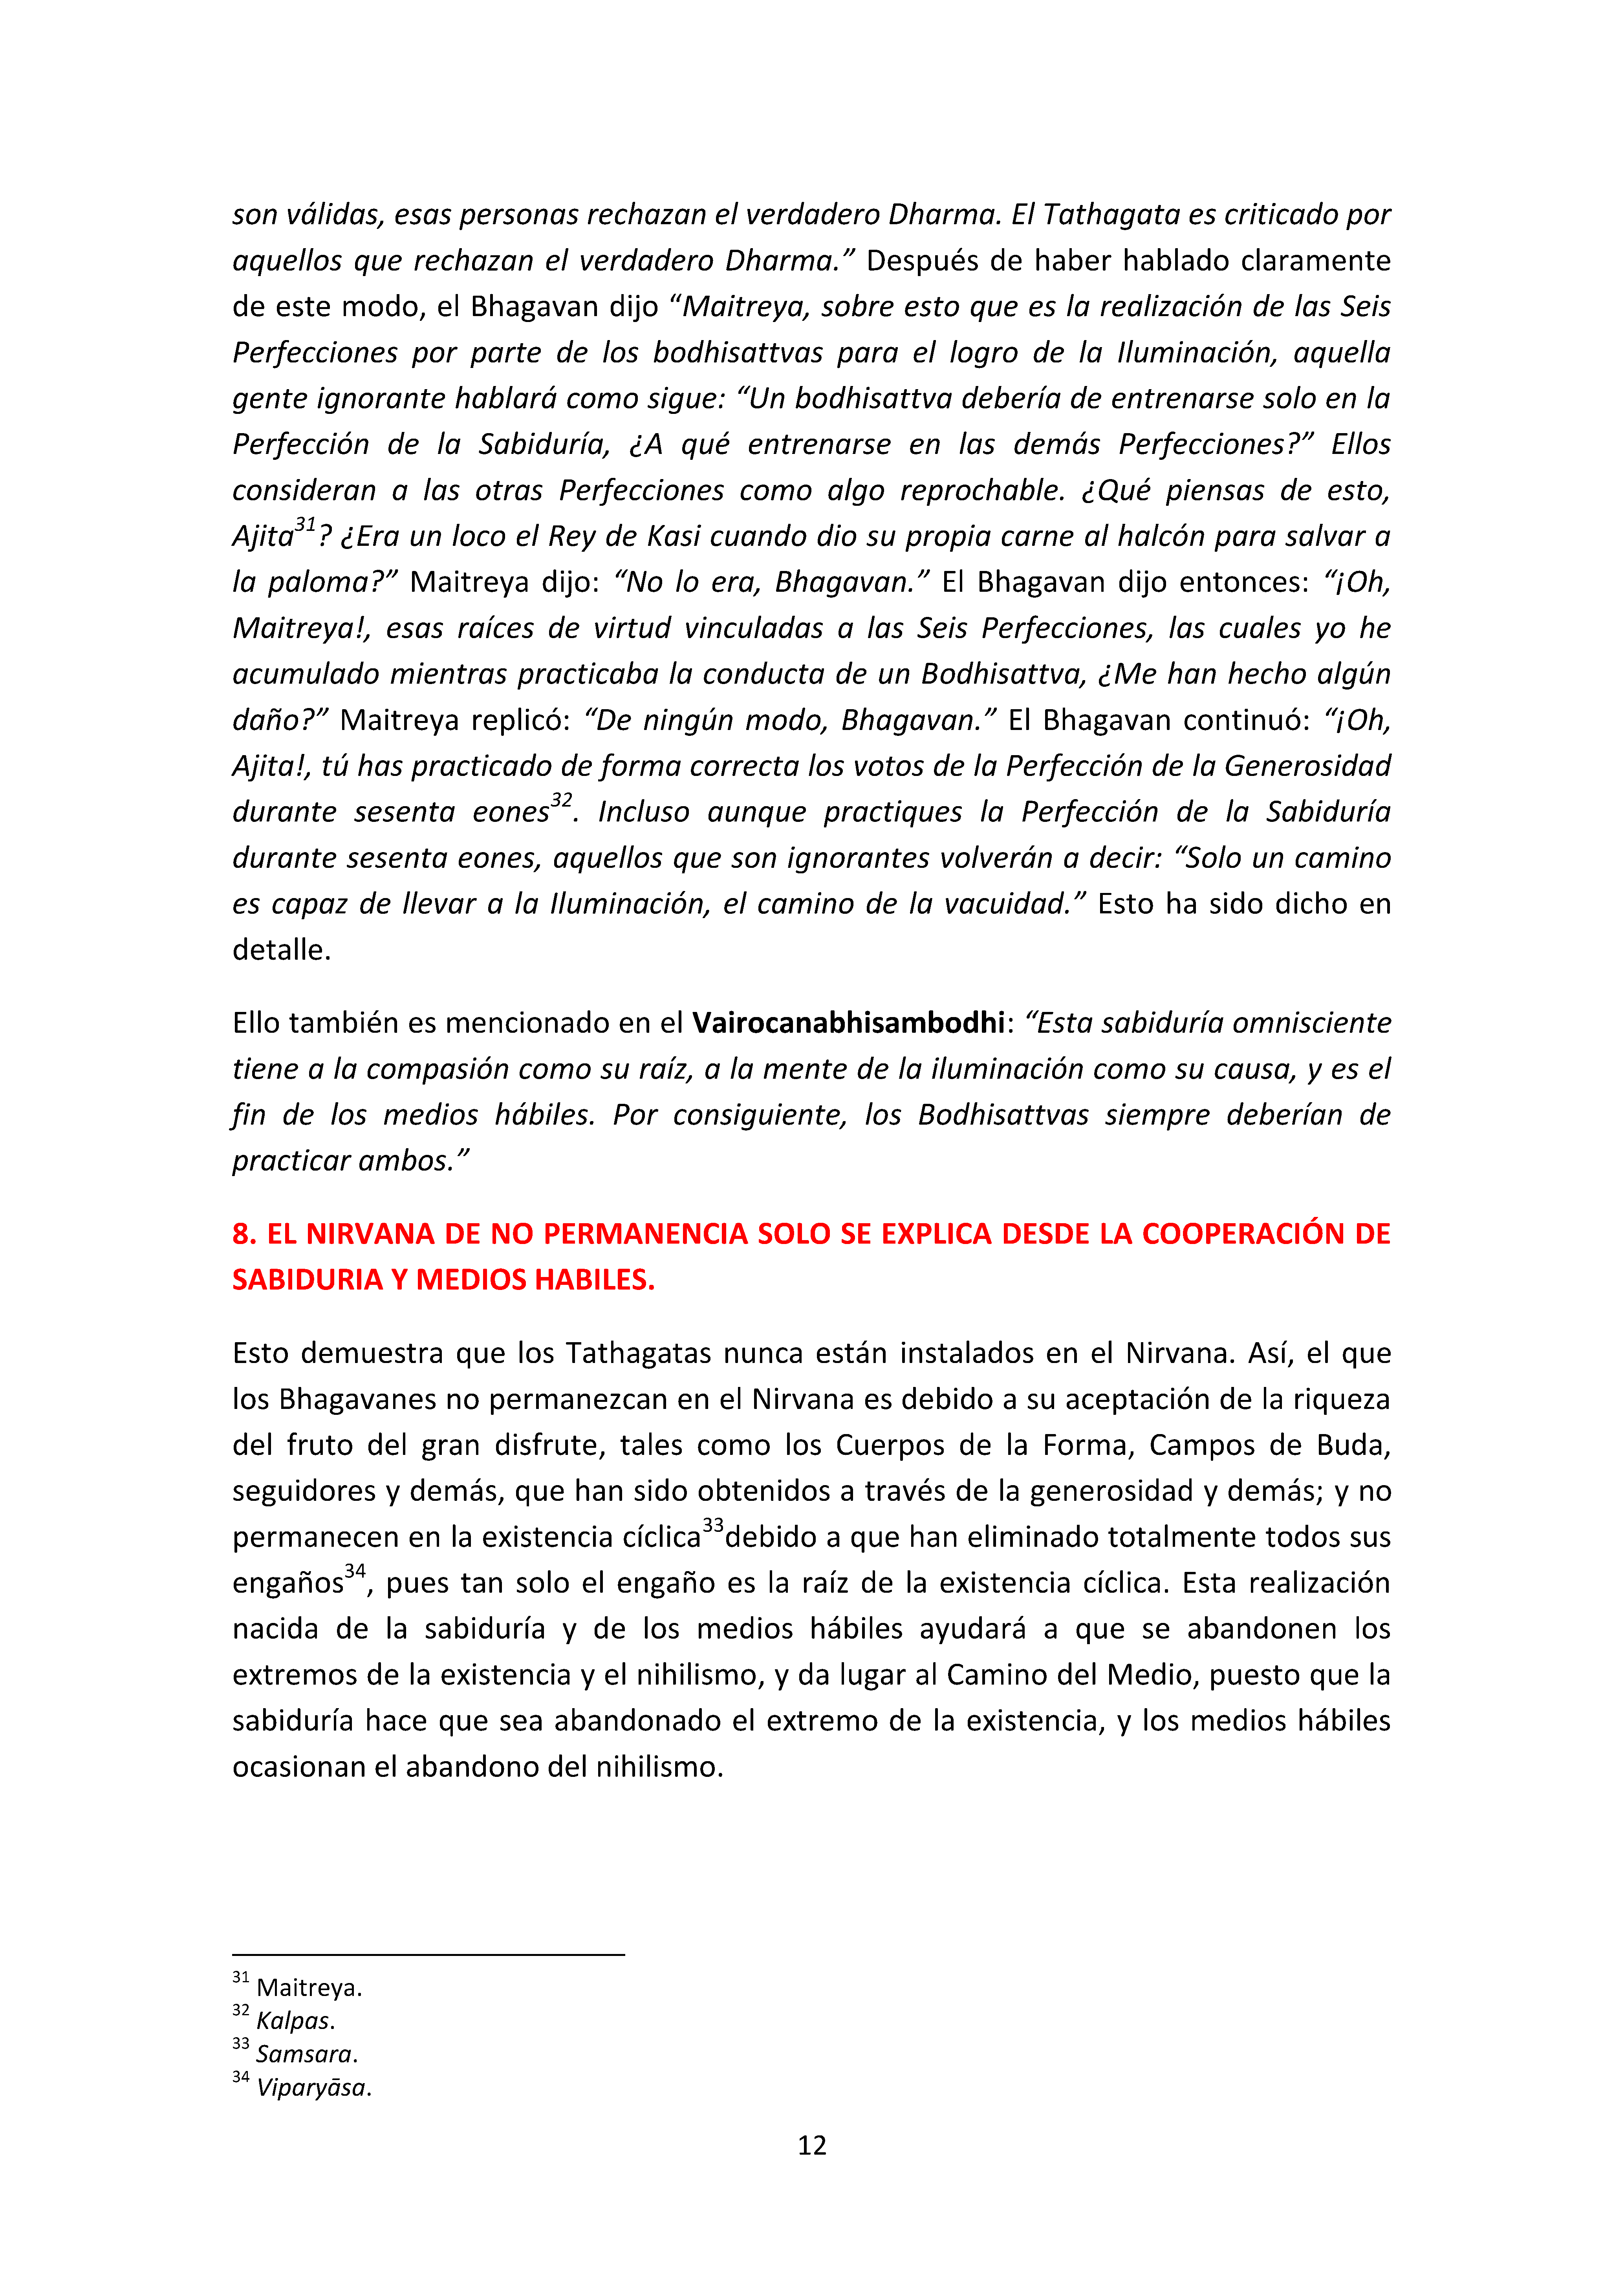 son válidas, esas personas rechazan el verdadero Dharma. El Tathagata es criticado por
aquellos que rechazan el verdadero Dharma.” Después de haber hablado claramente
de este modo, el Bhagavan dijo “Maitreya, sobre esto que es la realización de las Seis
Perfecciones por parte de los bodhisattvas para el logro de la Iluminación, aquella
gente ignorante hablará como sigue: “Un bodhisattva debería de entrenarse solo en la
Perfección de la Sabiduría, ¿A qué entrenarse en las demás Perfecciones?” Ellos
consideran a las otras Perfecciones como algo reprochable. ¿Qué piensas de esto,
Ajita31? ¿Era un loco el Rey de Kasi cuando dio su propia carne al halcón para salvar a
la paloma?” Maitreya dijo: “No lo era, Bhagavan.” El Bhagavan dijo entonces: “¡Oh,
Maitreya!, esas raíces de virtud vinculadas a las Seis Perfecciones, las cuales yo he
acumulado mientras practicaba la conducta de un Bodhisattva, ¿Me han hecho algún
daño?” Maitreya replicó: “De ningún modo, Bhagavan.” El Bhagavan continuó: “¡Oh,
Ajita!, tú has practicado de forma correcta los votos de la Perfección de la Generosidad
durante sesenta eones32. Incluso aunque practiques la Perfección de la Sabiduría
durante sesenta eones, aquellos que son ignorantes volverán a decir: “Solo un camino
es capaz de llevar a la Iluminación, el camino de la vacuidad.” Esto ha sido dicho en
detalle.
Ello también es mencionado en el Vairocanabhisambodhi: “Esta sabiduría omnisciente
tiene a la compasión como su raíz, a la mente de la iluminación como su causa, y es el
fin de los medios hábiles. Por consiguiente, los Bodhisattvas siempre deberían de
practicar ambos.”
8. EL NIRVANA DE NO PERMANENCIA SOLO SE EXPLICA DESDE LA COOPERACIÓN DE
SABIDURIA Y MEDIOS HABILES.
Esto demuestra que los Tathagatas nunca están instalados en el Nirvana. Así, el que
los Bhagavanes no permanezcan en el Nirvana es debido a su aceptación de la riqueza
del fruto del gran disfrute, tales como los Cuerpos de la Forma, Campos de Buda,
seguidores y demás, que han sido obtenidos a través de la generosidad y demás; y no
permanecen en la existencia cíclica33debido a que han eliminado totalmente todos sus
engaños34, pues tan solo el engaño es la raíz de la existencia cíclica. Esta realización
nacida de la sabiduría y de los medios hábiles ayudará a que se abandonen los
extremos de la existencia y el nihilismo, y da lugar al Camino del Medio, puesto que la
sabiduría hace que sea abandonado el extremo de la existencia, y los medios hábiles
ocasionan el abandono del nihilismo.
31 Maitreya.
32 Kalpas.
33 Samsara.
34 Viparyāsa.
12